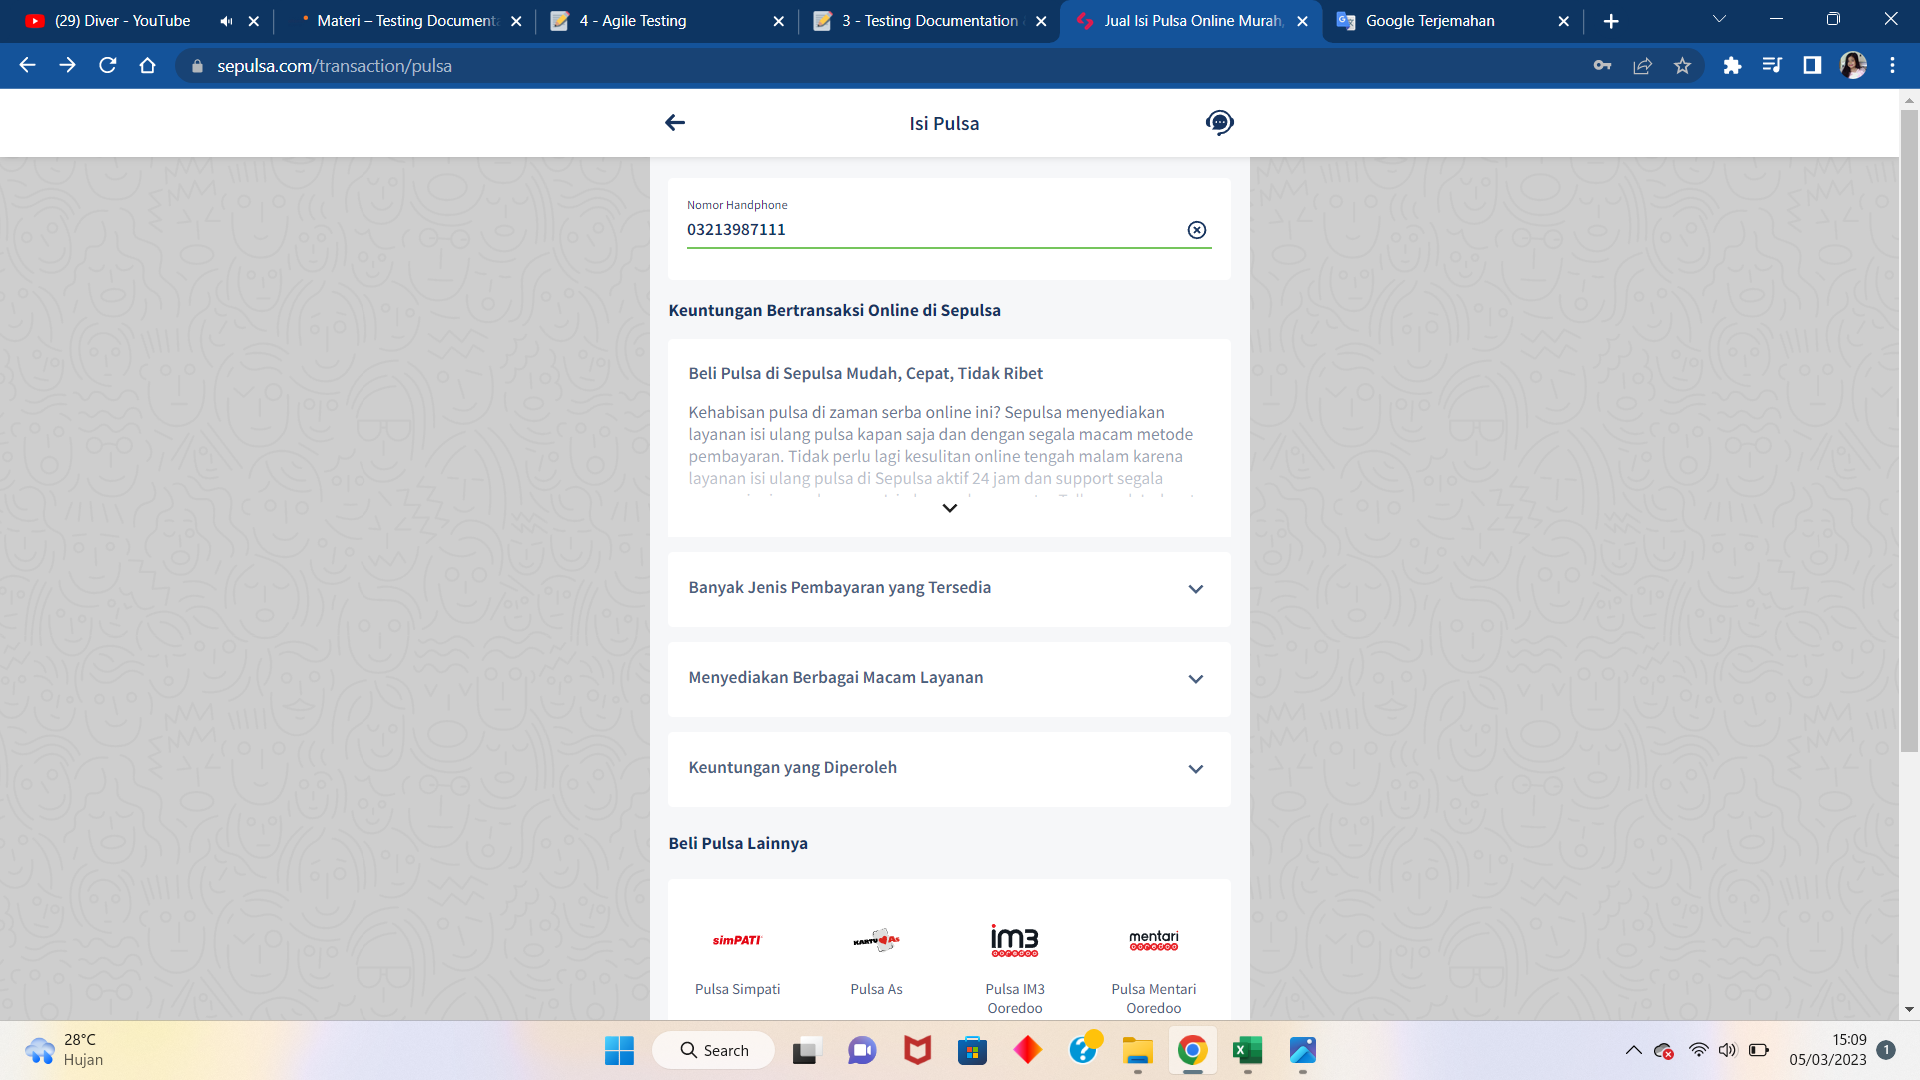 (29) Diver - YouTube
Materi – Testing Documenta
4 - Agile Testing
3 - Testing Documentation
Jual Isi Pulsa Online Murah,
Google Terjemahan
sepulsa.com/transaction/pulsa
Isi Pulsa
Nomor Handphone
03213987111
Keuntungan Bertransaksi Online di Sepulsa
Beli Pulsa di Sepulsa Mudah, Cepat, Tidak Ribet
Kehabisan pulsa di zaman serba online ini? Sepulsa menyediakan
layanan isi ulang pulsa kapan saja dan dengan segala macam metode
pembayaran. Tidak perlu lagi kesulitan online tengah malam karena
layanan isi ulang pulsa di Sepulsa aktif 24 jam dan support segala
Banyak Jenis Pembayaran yang Tersedia
Menyediakan Berbagai Macam Layanan
Keuntungan yang Diperoleh
Beli Pulsa Lainnya
simPATI
KARTU As
im3
ooredoo
mentari
ooredoo
Pulsa Simpati
Pulsa As
Pulsa IM3
Ooredoo
Pulsa Mentari
Ooredoo
28°C
Hujan
Search
15:09
05/03/2023
1